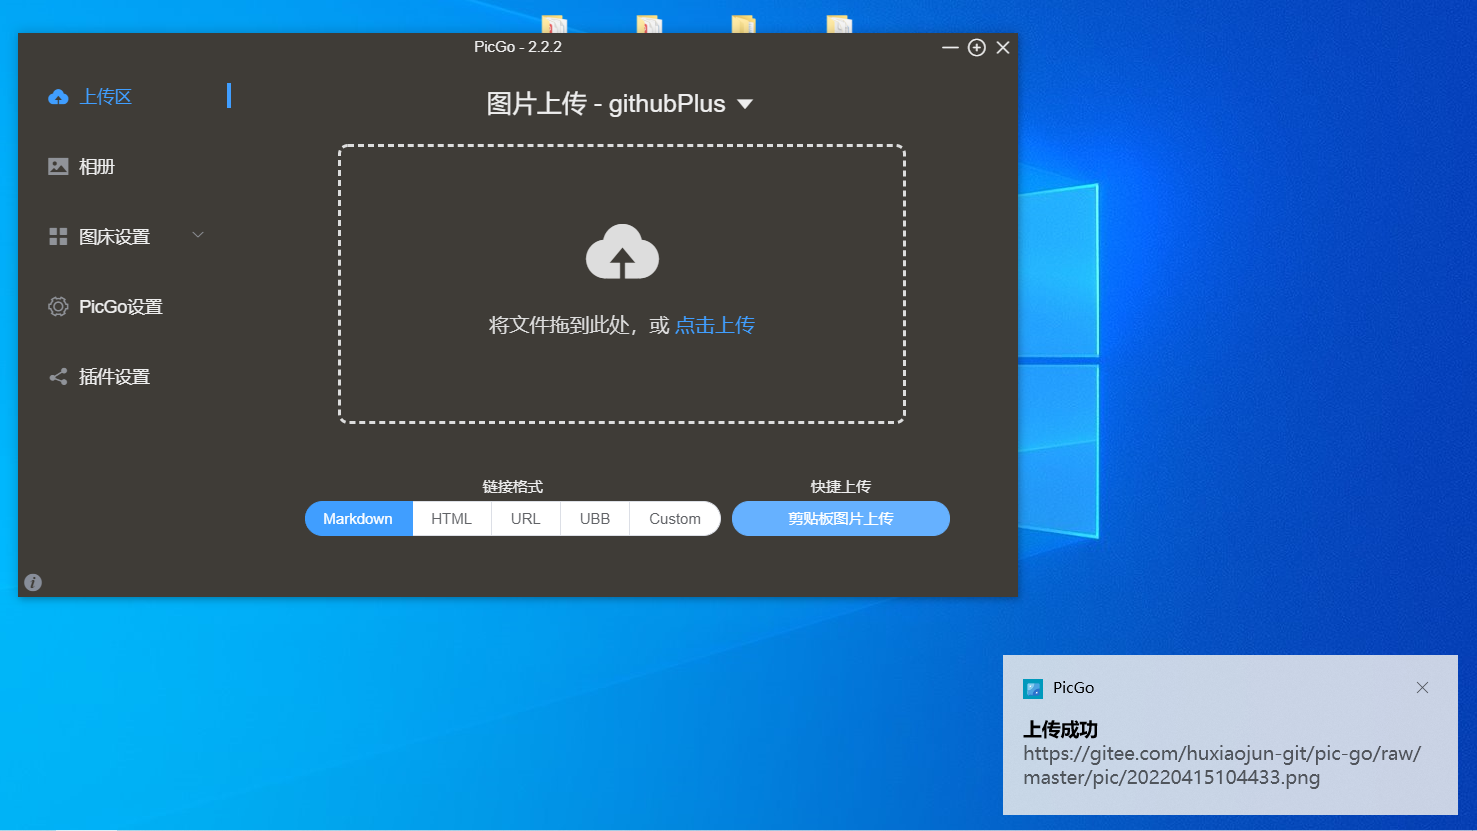 PicGo - 2.2.2
上传区
图片上传 - githubPlus
相册
图床设置
PicGo设置
将文件拖到此处，或 点击上传
插件设置
链接格式
快捷上传
Markdown HTML URL UBB Custom
剪贴板图片上传
PicGo
上传成功
https://gitee.com/huxiaojun-git/pic-go/raw/
master/pic/20220415104433.png